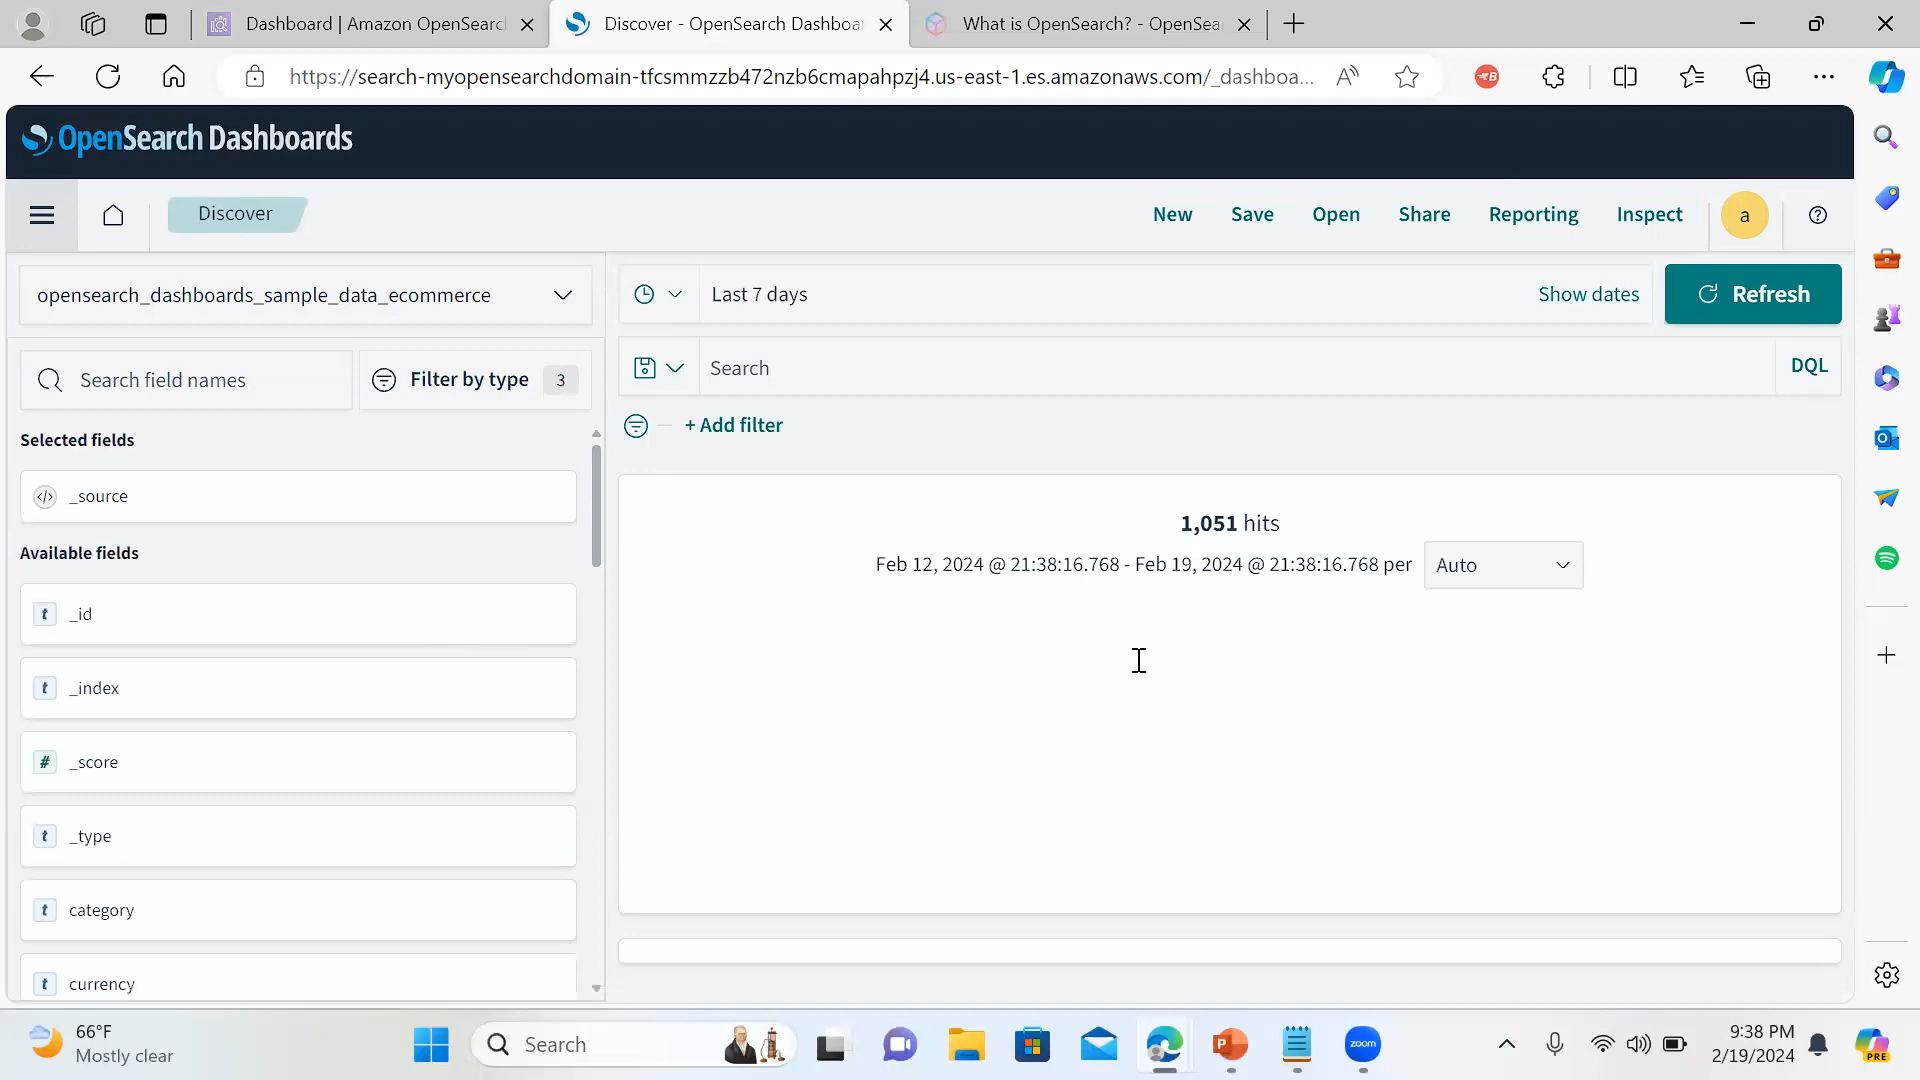 Dashboard | Amazon OpenSearc
Discover - OpenSearch Dashboa
What is OpenSearch? - OpenSea
https://search-myopensearchdomain-tfcsmmzzb472nzb6cmapahpzj4.us-east-1.es.amazonaws.com/_dashboa...
OpenSearch Dashboards
Discover
New
Save
Open
Share
Reporting
Inspect
a
opensearch_dashboards_sample_data_ecommerce
Last 7 days
Show dates
Refresh
Search field names
Filter by type 3
Search
DQL
+ Add filter
Selected fields
_source
Available fields
t _id
t _index
# _score
t _type
t category
t currency
1,051 hits
Feb 12, 2024 @ 21:38:16.768 - Feb 19, 2024 @ 21:38:16.768 per
Auto
66°F
Mostly clear
Search
zoom
9:38 PM
2/19/2024
PRE